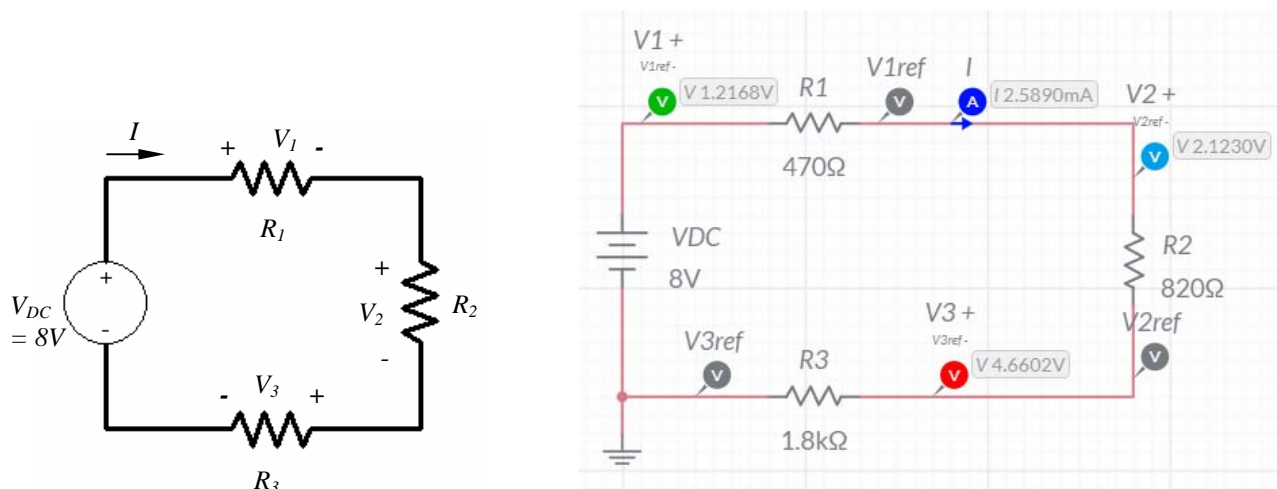 I
+ V1 -
R1
+
VDC
= 8V
-
+
V2
-
R2
- V3 +
R3
V1 +
V1ref -
V 1.2168V
R1
470Ω
V1ref
I
A
I 2.5890mA
V2 +
V2ref -
V
V 2.1230V
VDC
8V
R2
820Ω
V2ref
V
V3ref
V
R3
1.8kΩ
V3 +
V3ref -
V
V 4.6602V
V
V